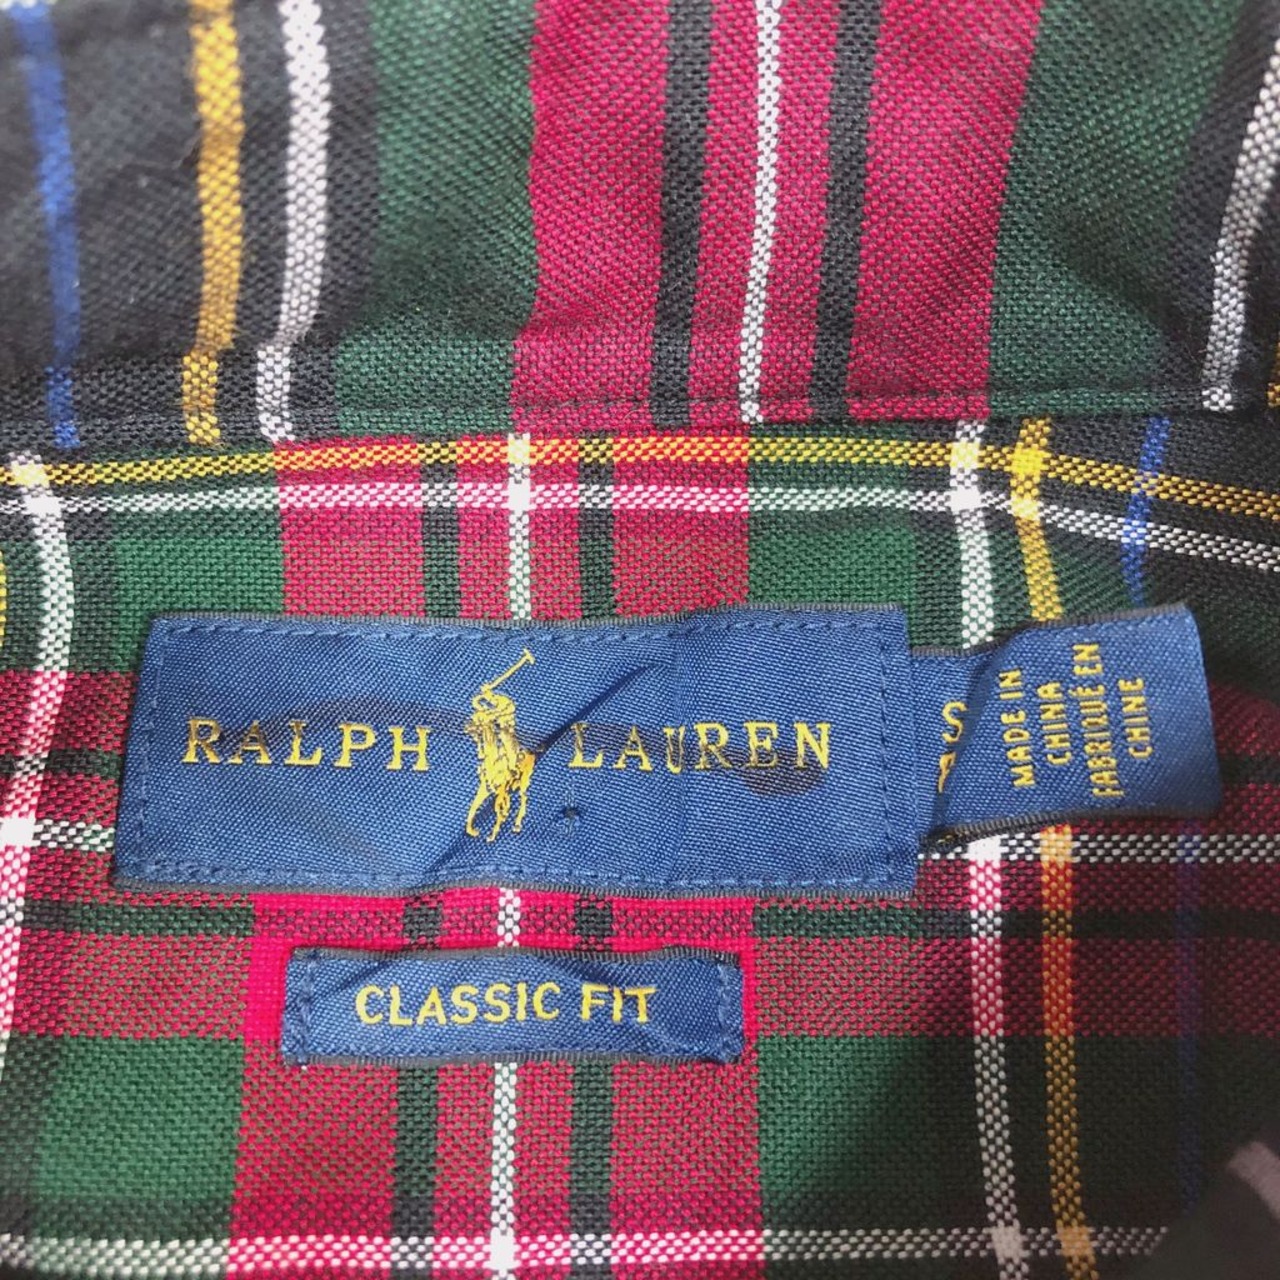 RALPH LAUREN
S
MADE IN
CHINA
FABRIQUÉ EN
CHINE
CLASSIC FIT